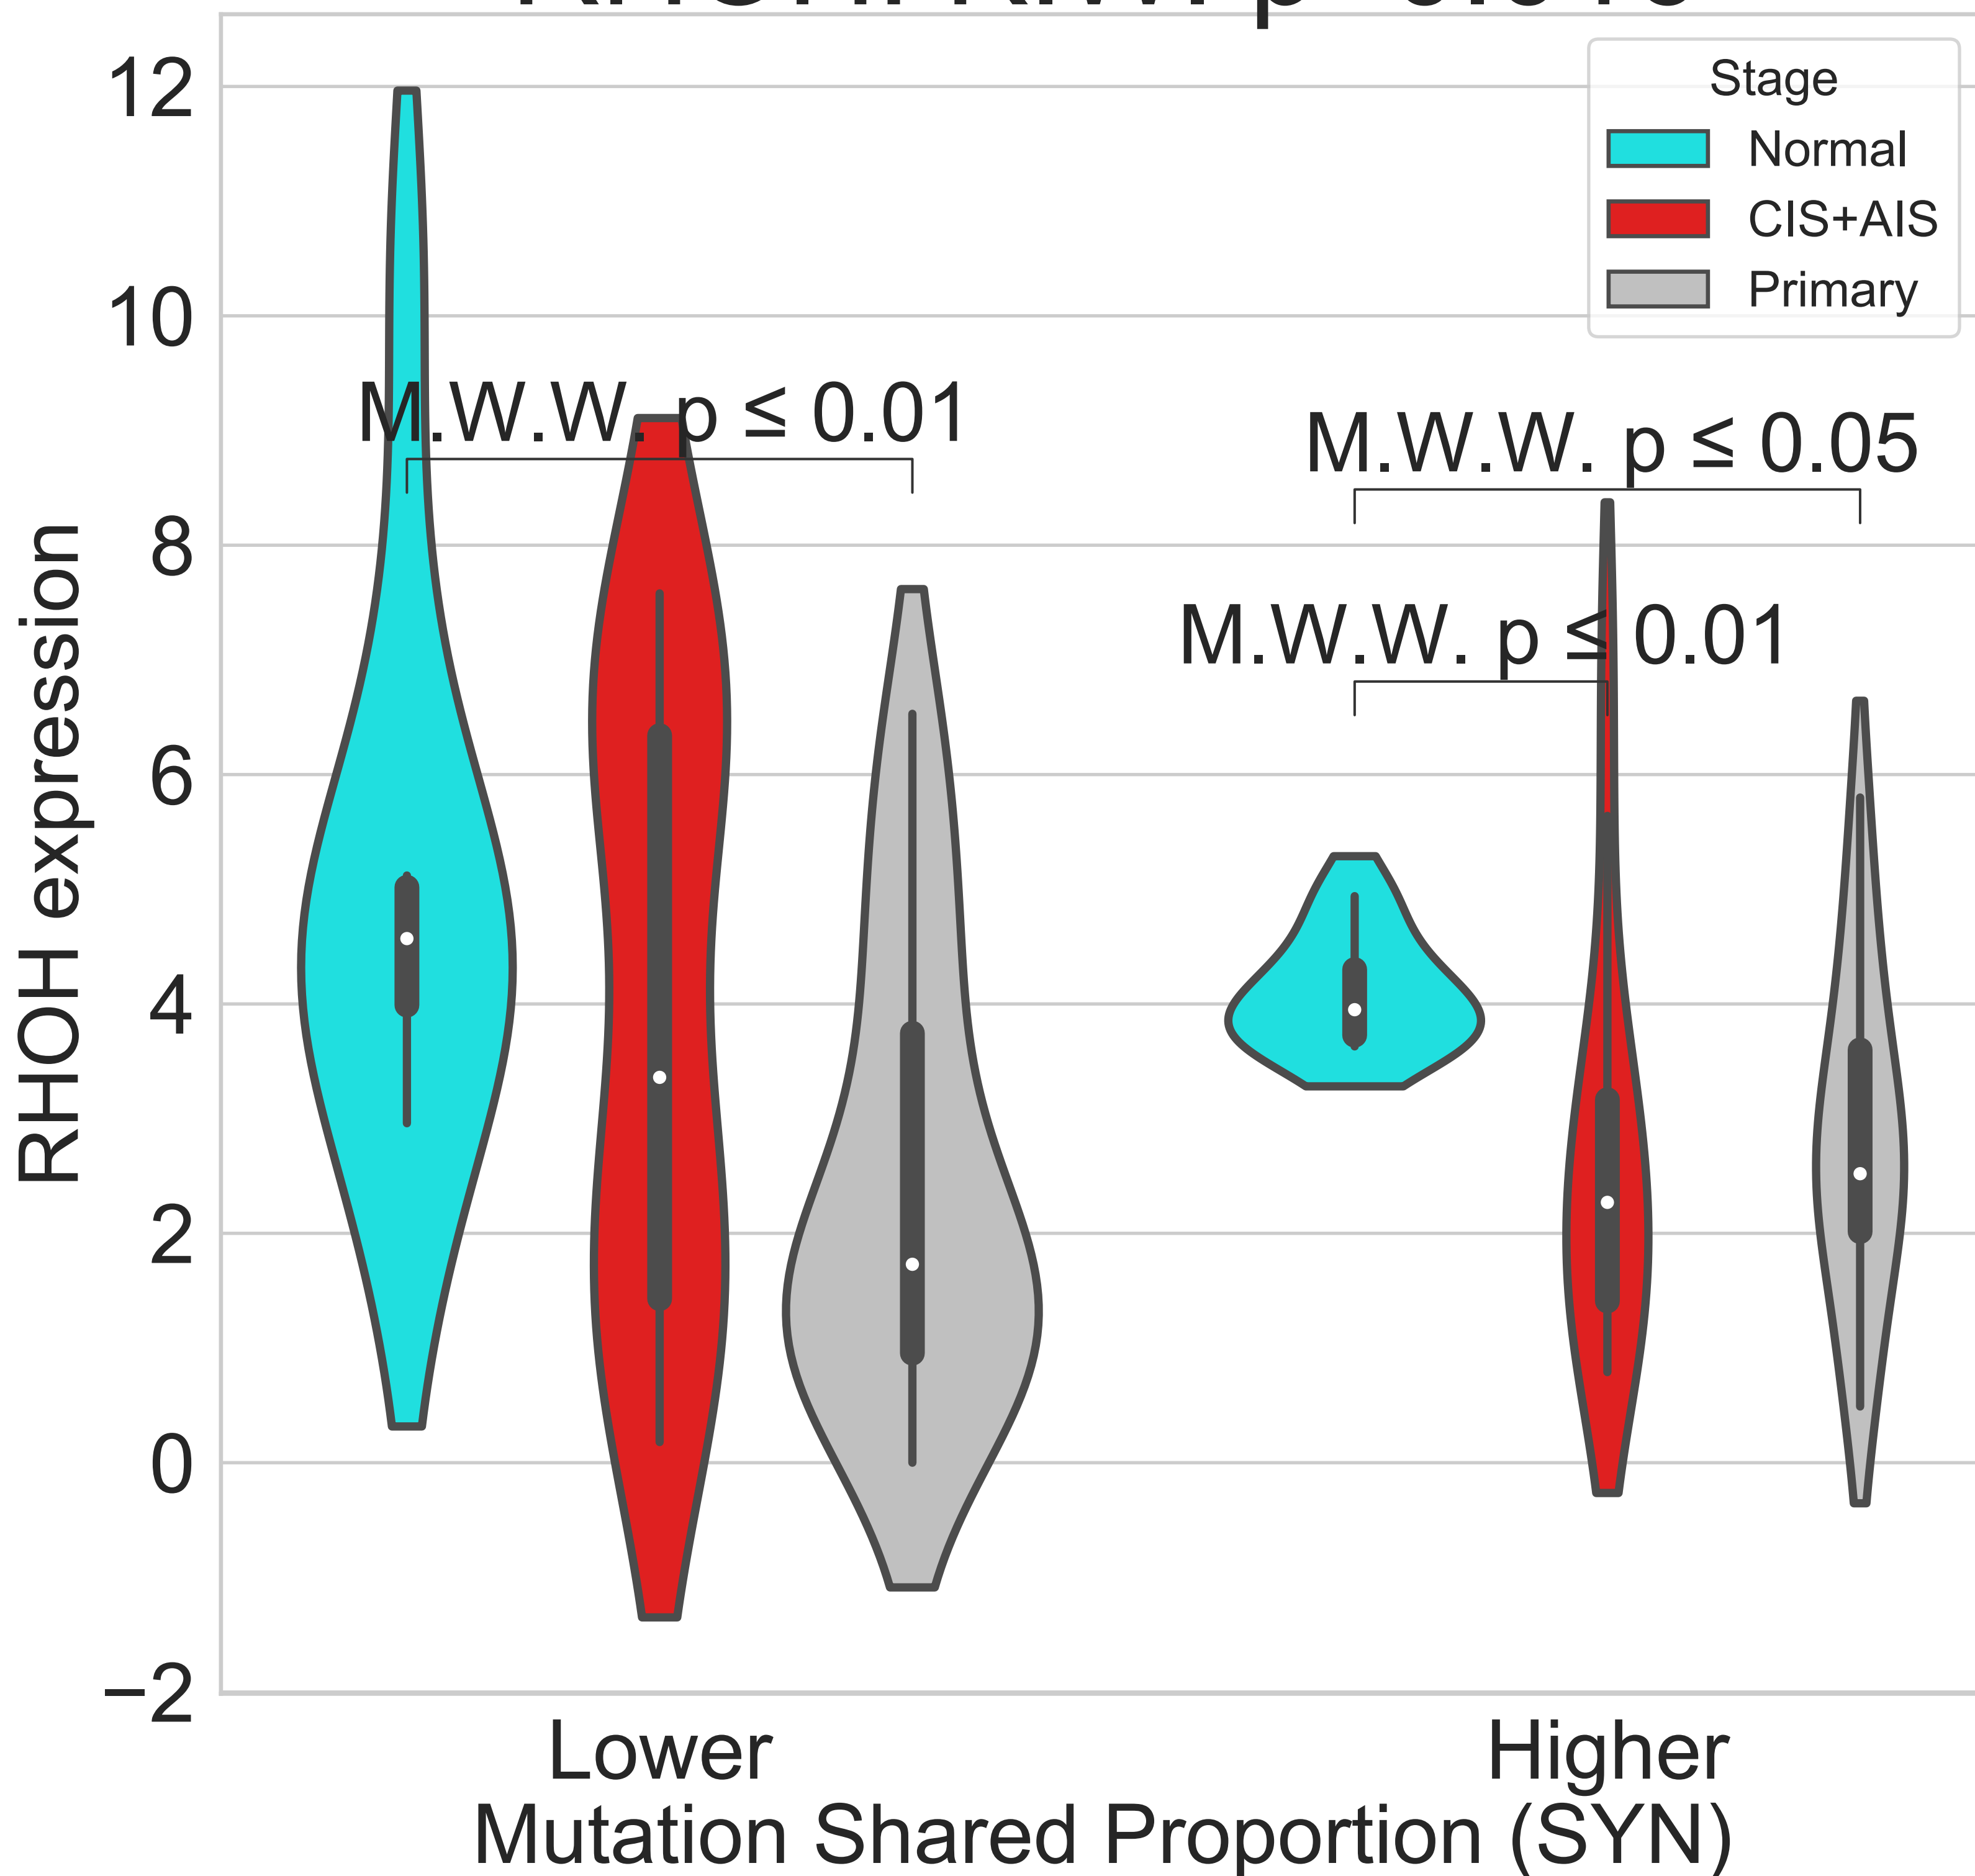 12
10
8
6
4
2
0
−2
RHOH expression
Stage
Normal
CIS+AIS
Primary
M.W.W. p ≤ 0.01
M.W.W. p ≤ 0.05
M.W.W. p ≤ 0.01
Lower
Higher
Mutation Shared Proportion (SYN)